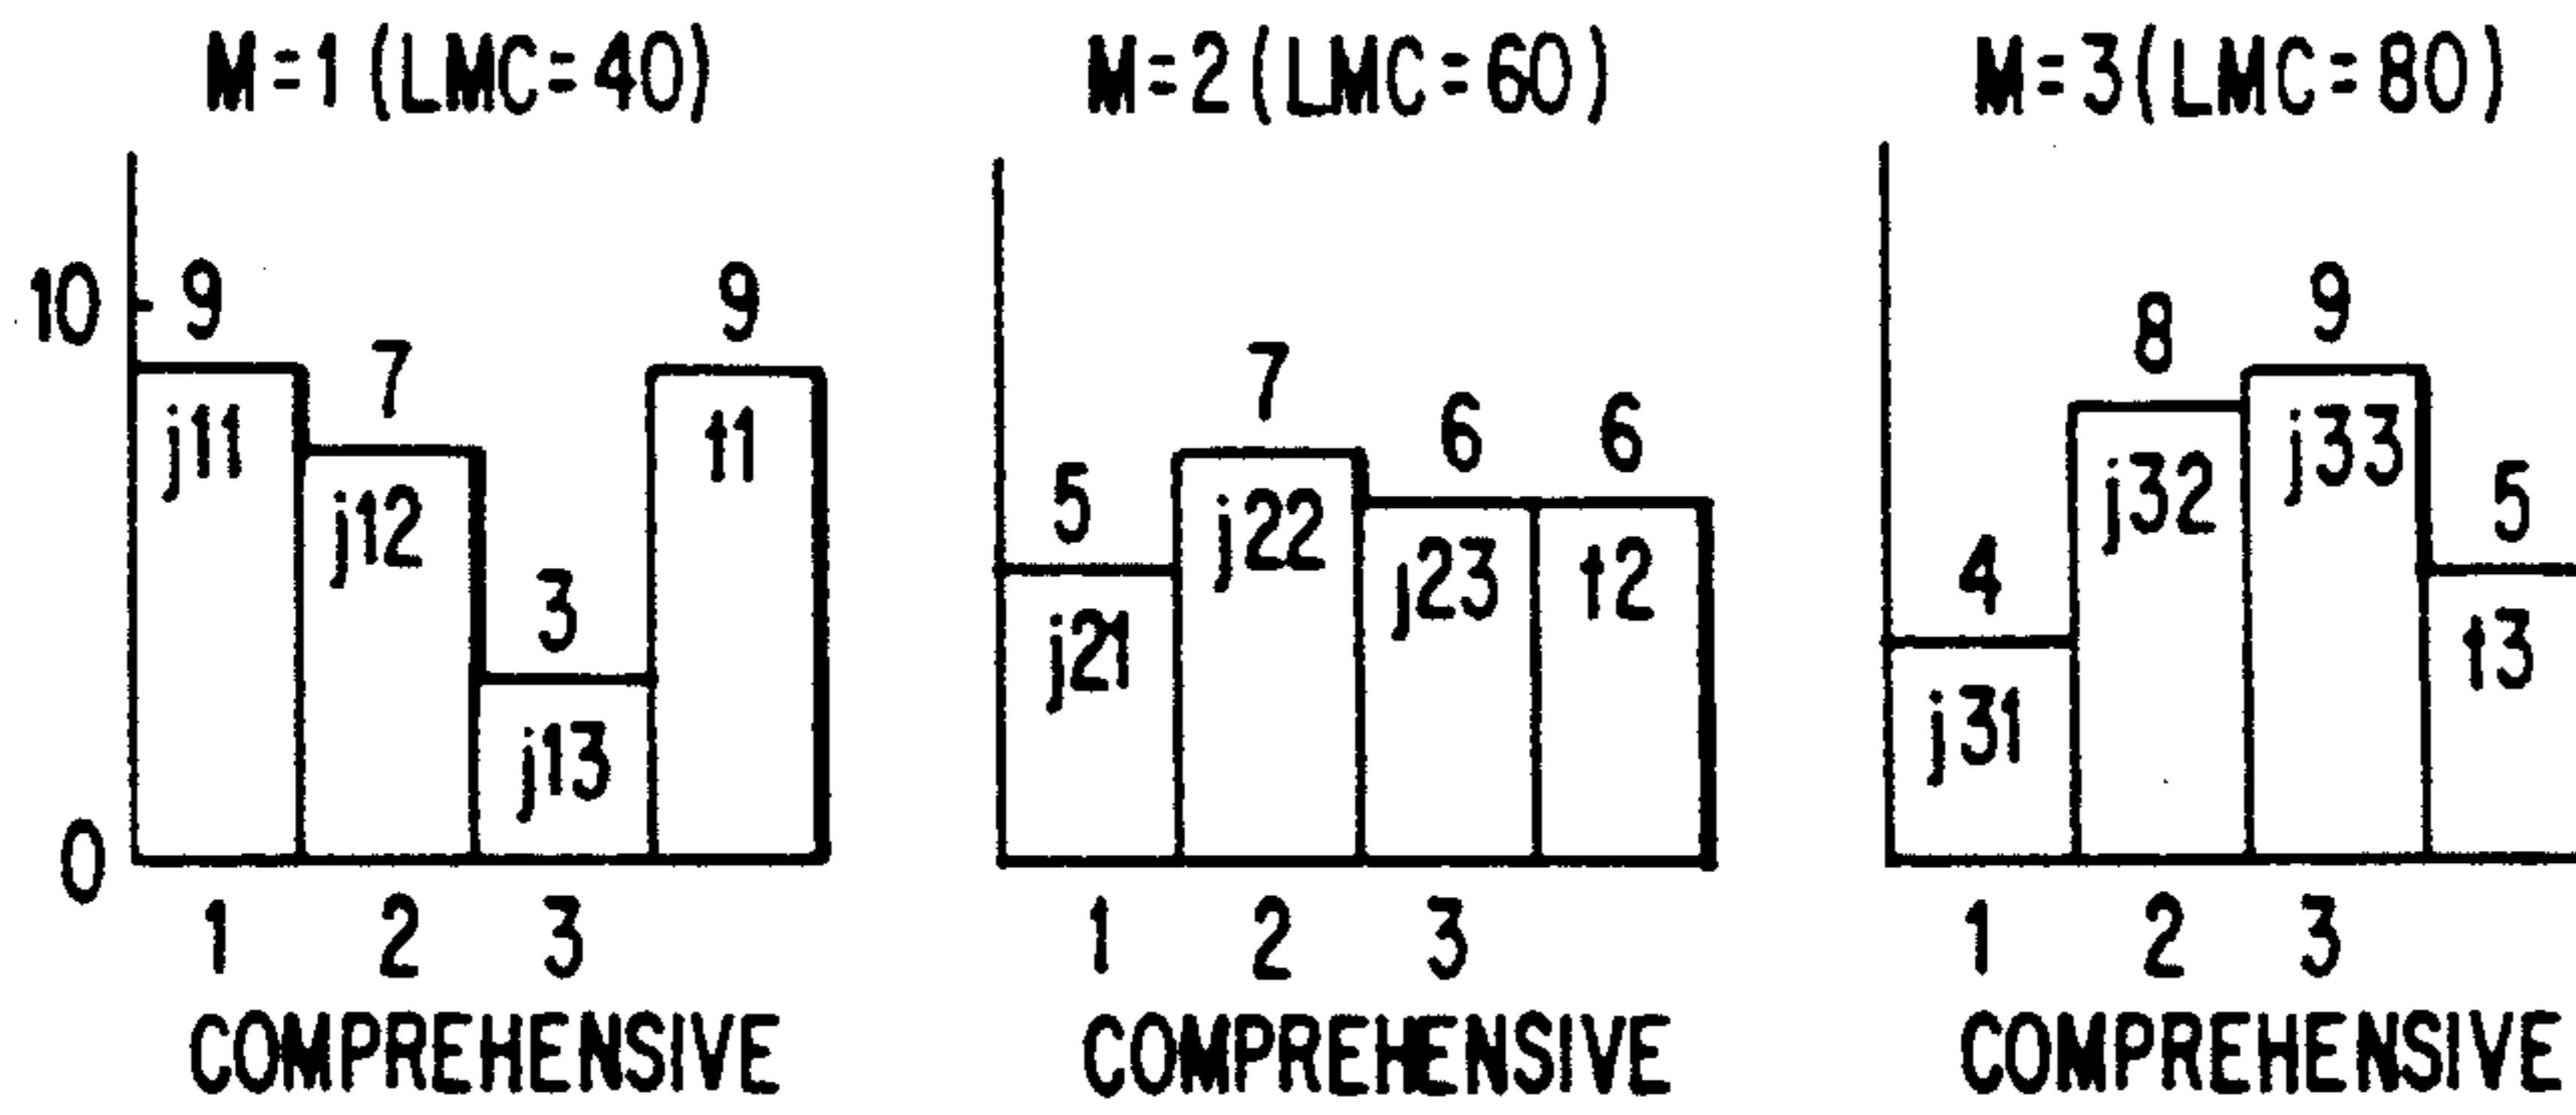 M=1 (LMC=40)
10
9
7
3
9
j11
j12
j13
t1
0
1 2 3
COMPREHENSIVE
M=2 (LMC=60)
5
7
6
6
j21
j22
j23
t2
1 2 3
COMPREHENSIVE
M=3 (LMC=80)
4
8
9
5
j31
j32
j33
t3
1 2 3
COMPREHENSIVE